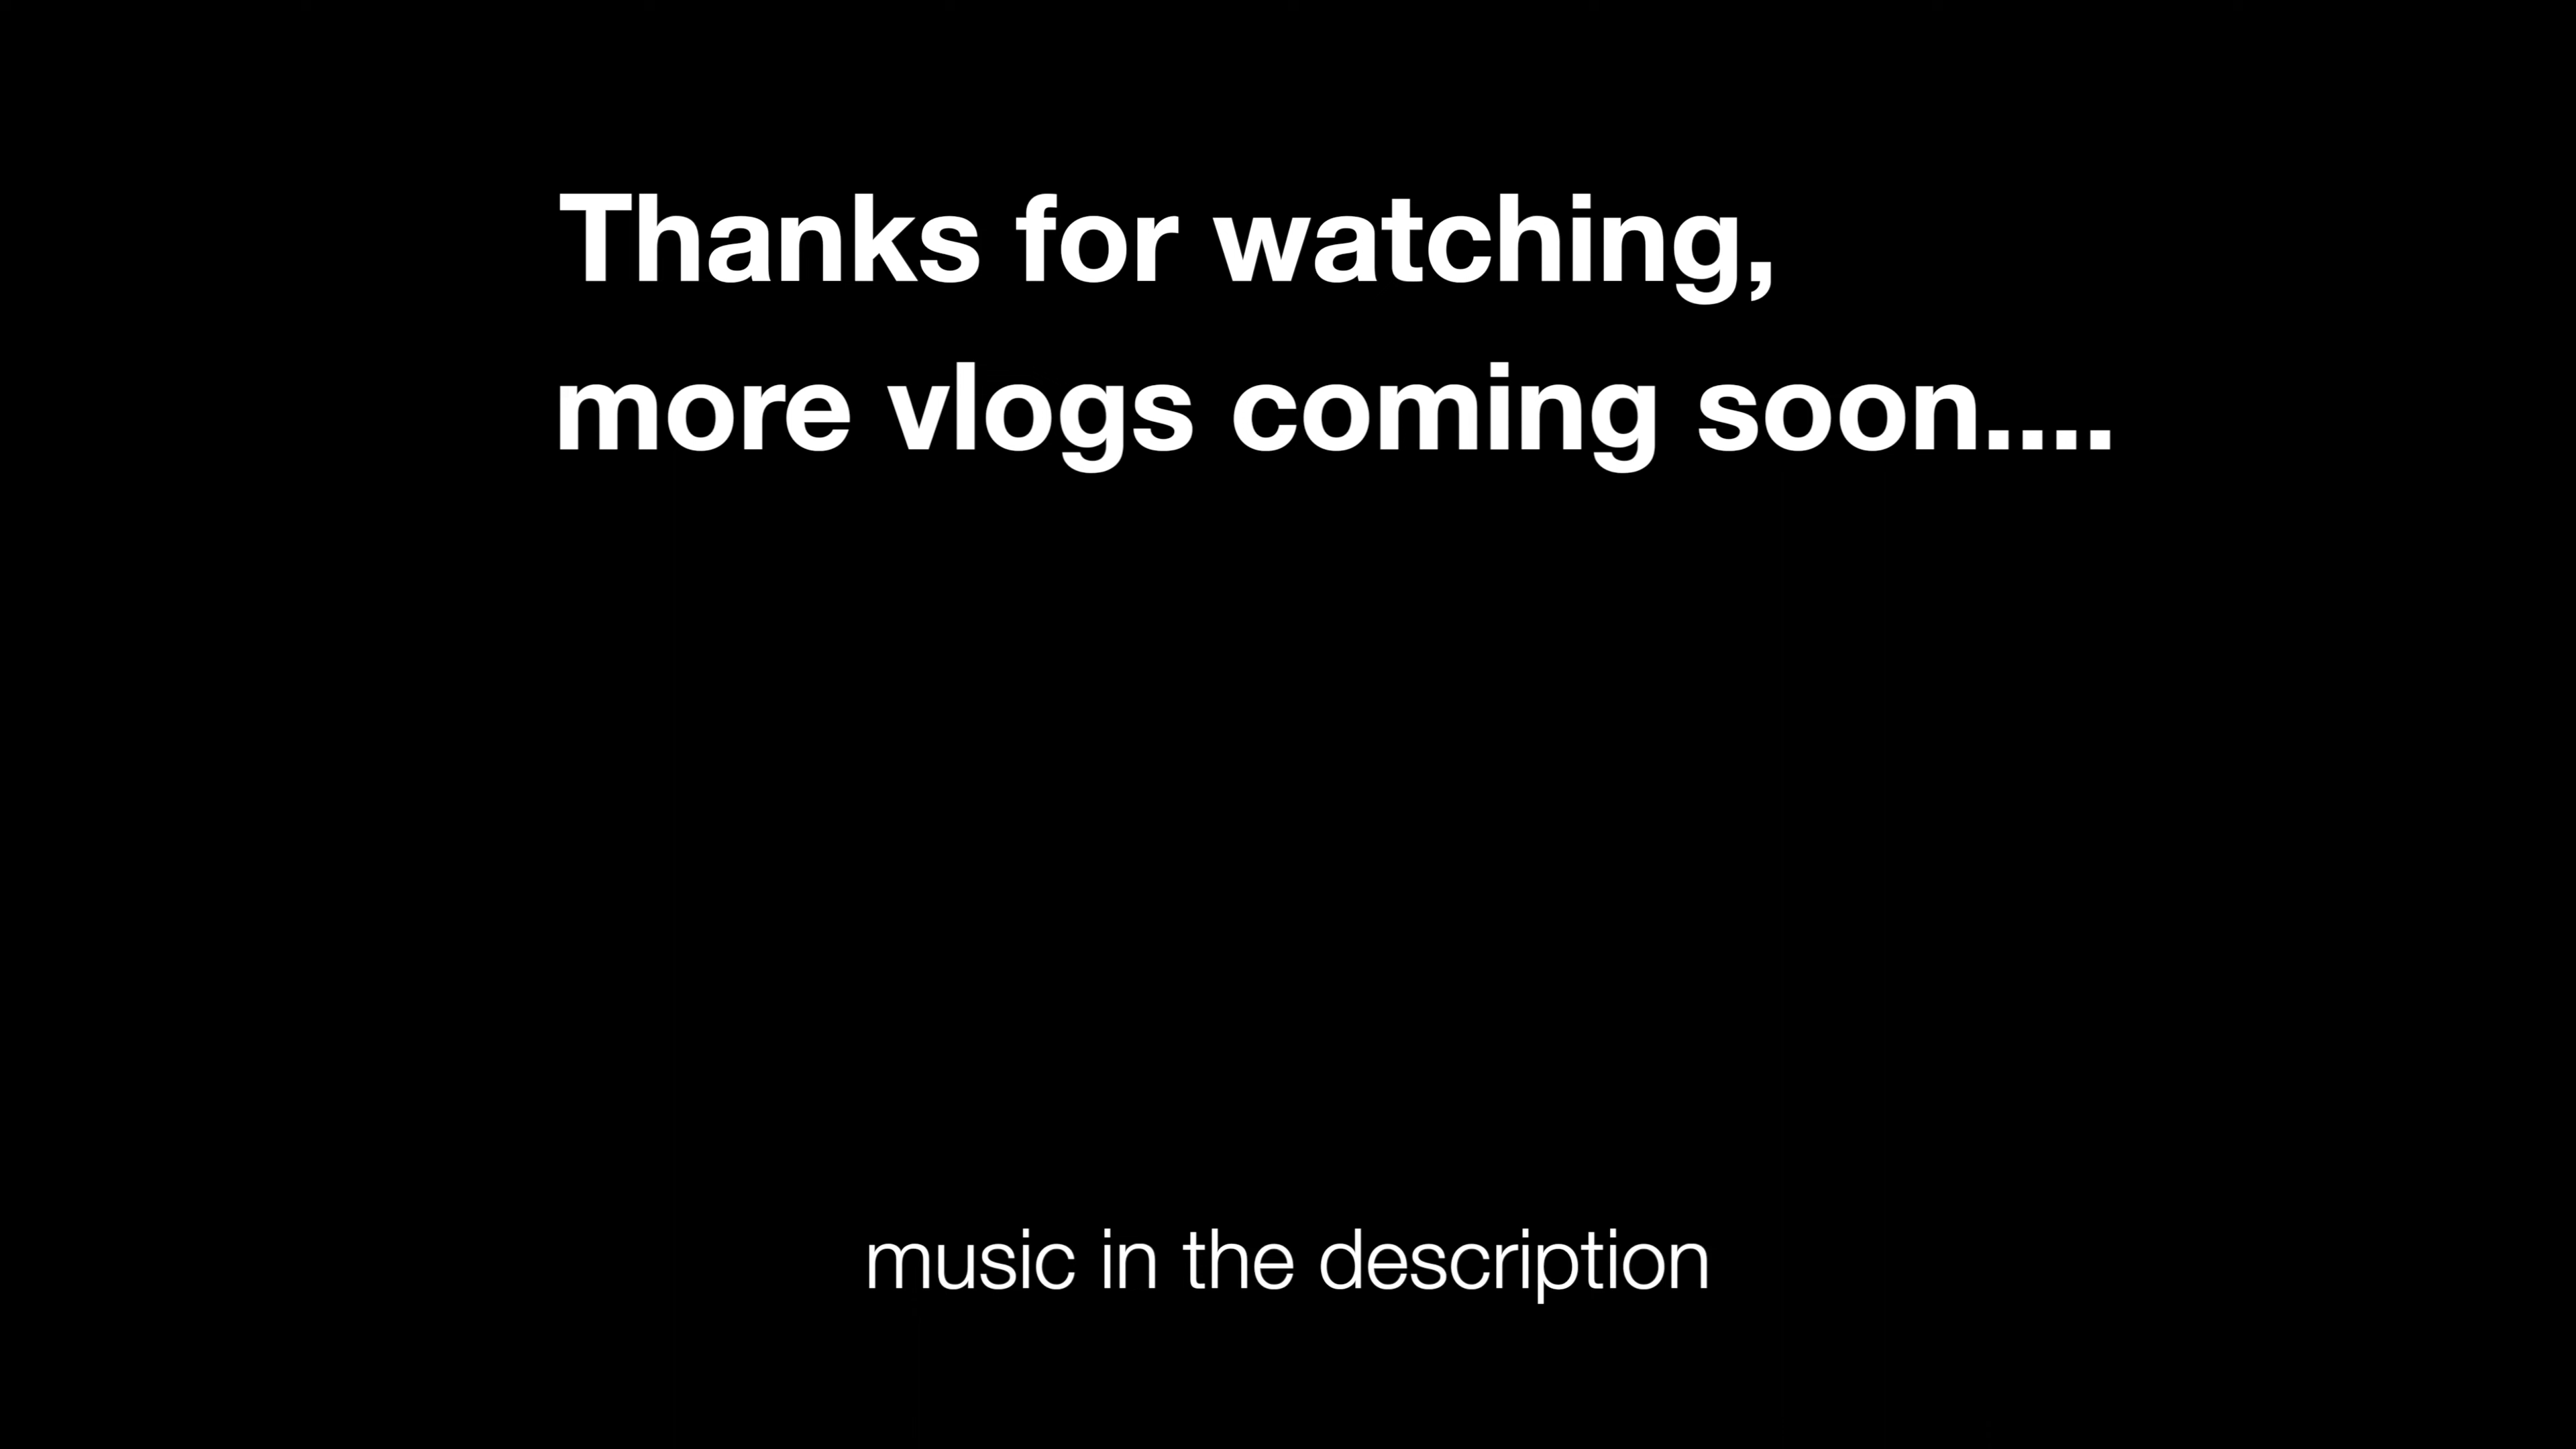 Thanks for watching,
more vlogs coming soon....
music in the description